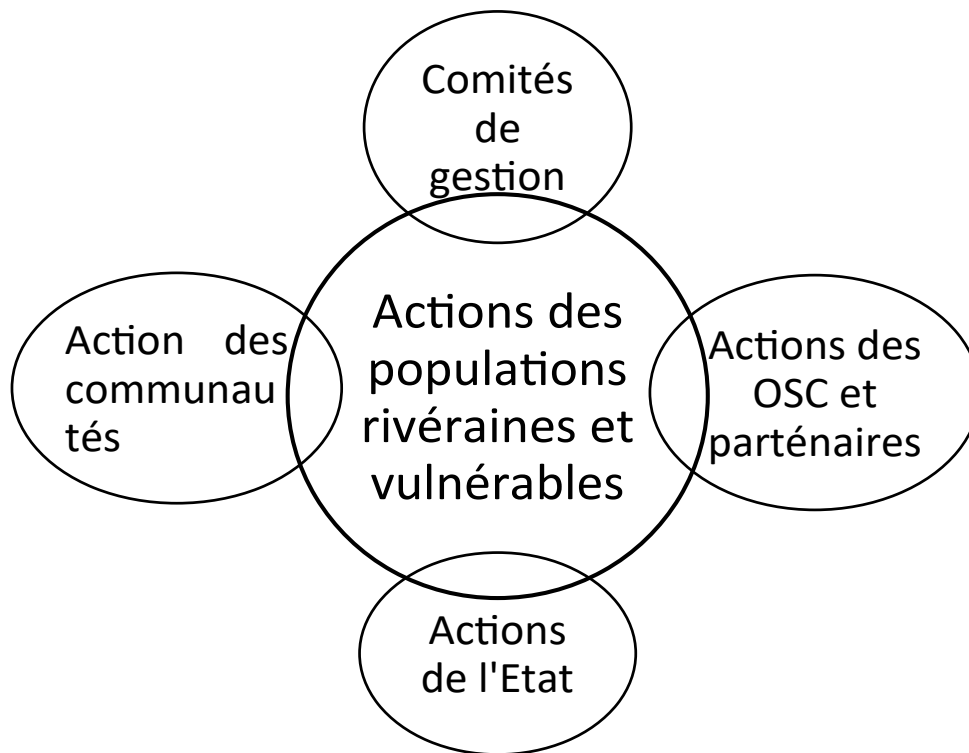 Comités
de
gestion
Action des
communau
tés
Actions des
populations
rivéraines et
vulnérables
Actions des
OSC et
parténaires
Actions
de l'Etat